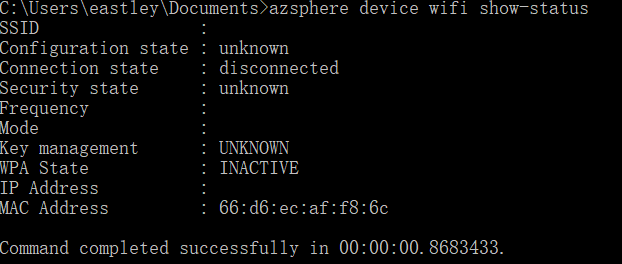 C:\Users\eastley\Documents>azsphere device wifi show-status
SSID                :
Configuration state : unknown
Connection state    : disconnected
Security state      : unknown
Frequency           :
Mode                :
Key management      : UNKNOWN
WPA State           : INACTIVE
IP Address          :
MAC Address         : 66:d6:ec:af:f8:6c
Command completed successfully in 00:00:00.8683433.